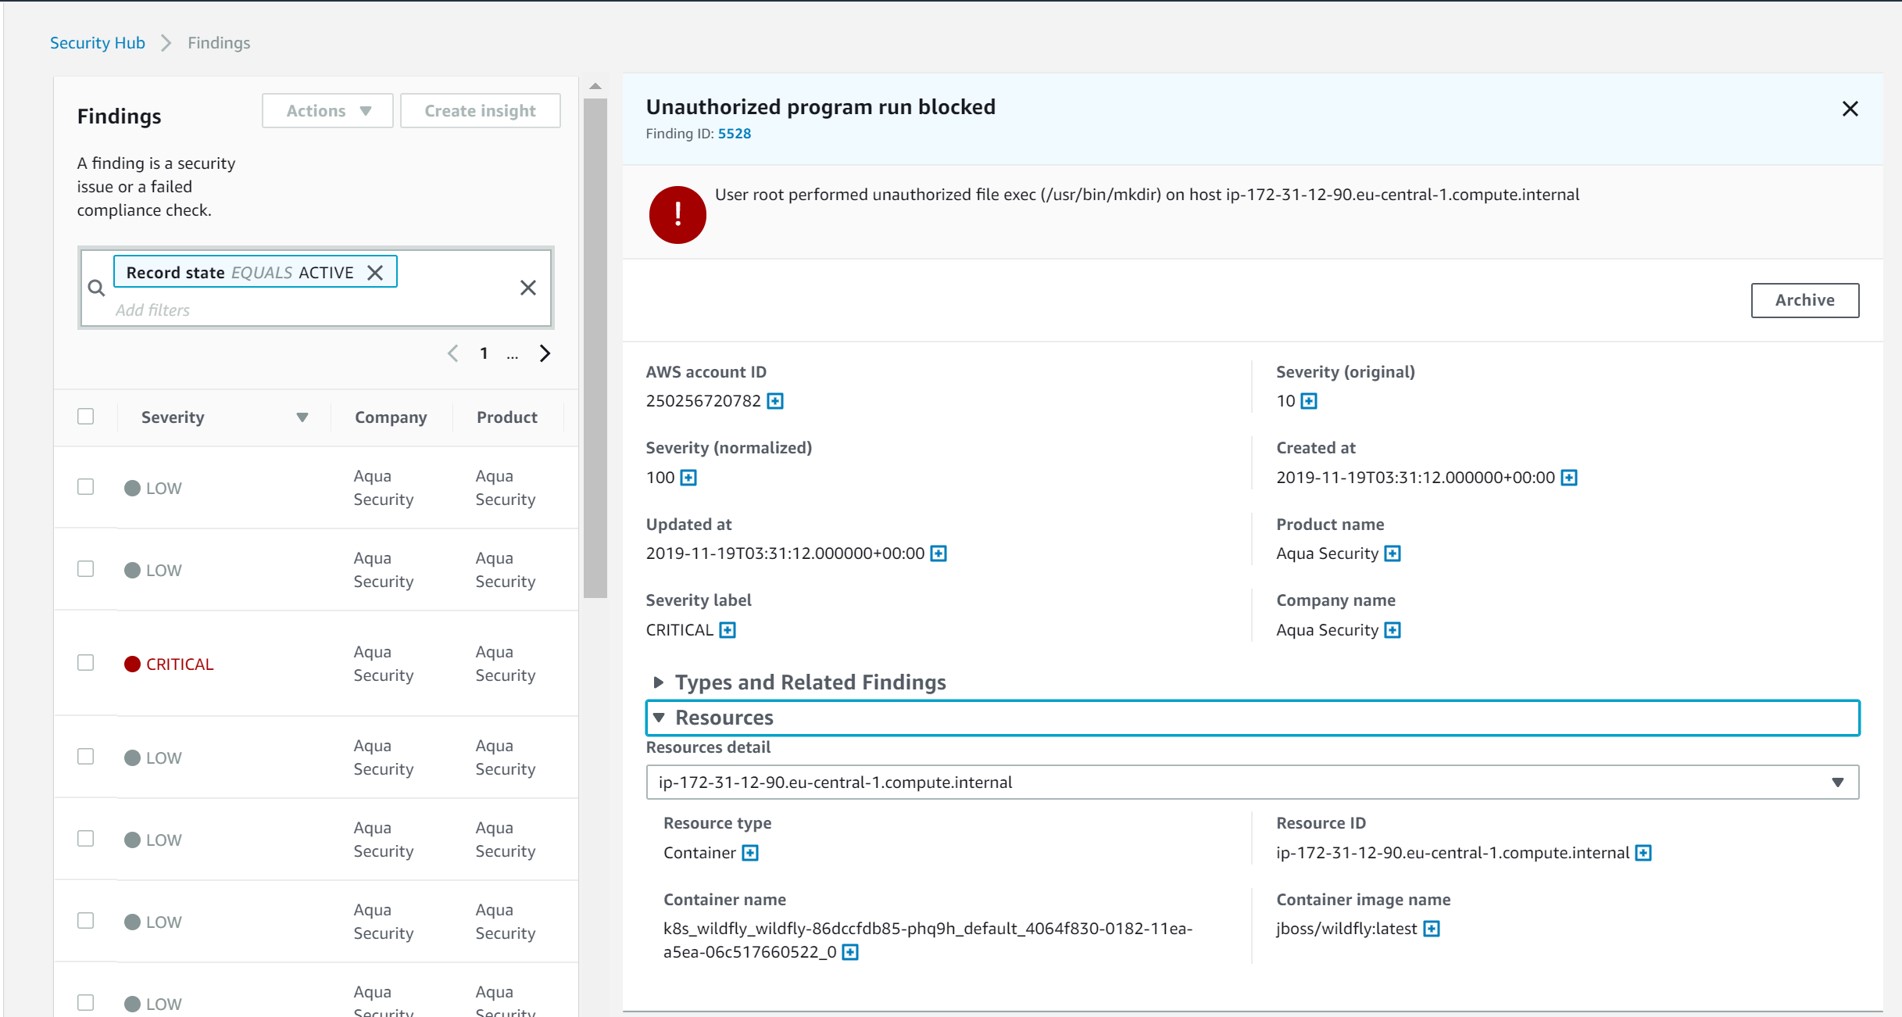 Security Hub > Findings
Findings
Actions ▼
Create insight
A finding is a security
issue or a failed
compliance check.
Record state EQUALS ACTIVE
Add filters
1 ...
Severity Company Product
LOW Aqua Security Aqua Security
LOW Aqua Security Aqua Security
CRITICAL Aqua Security Aqua Security
LOW Aqua Security Aqua Security
LOW Aqua Security Aqua Security
LOW Aqua Security Aqua Security
LOW Aqua Security Aqua Security
Unauthorized program run blocked
Finding ID: 5528
! User root performed unauthorized file exec (/usr/bin/mkdir) on host ip-172-31-12-90.eu-central-1.compute.internal
Archive
AWS account ID
250256720782
Severity (original)
10
Severity (normalized)
100
Created at
2019-11-19T03:31:12.000000+00:00
Updated at
2019-11-19T03:31:12.000000+00:00
Product name
Aqua Security
Severity label
CRITICAL
Company name
Aqua Security
Types and Related Findings
Resources
Resources detail
ip-172-31-12-90.eu-central-1.compute.internal
Resource type
Container
Resource ID
ip-172-31-12-90.eu-central-1.compute.internal
Container name
k8s_wildfly_wildfly-86dccfdb85-phq9h_default_4064f830-0182-11ea-
a5ea-06c517660522_0
Container image name
jboss/wildfly:latest